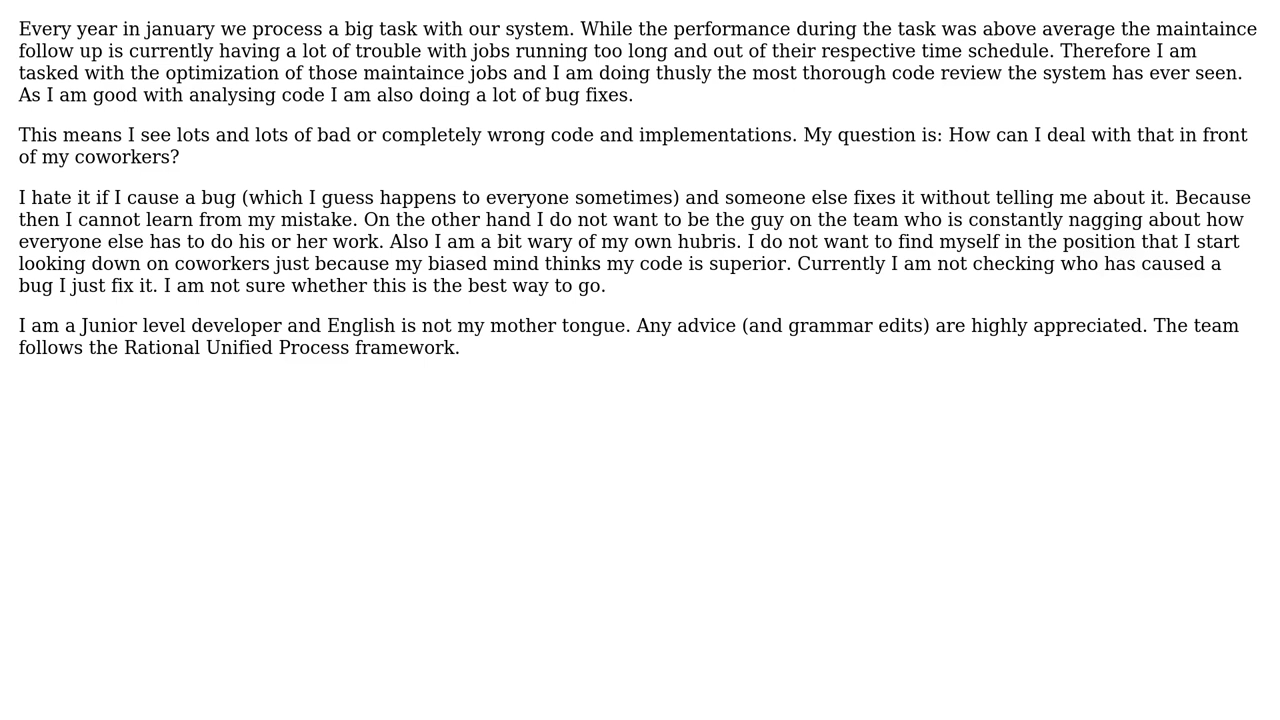 Every year in january we process a big task with our system. While the performance during the task was above average the maintaince
follow up is currently having a lot of trouble with jobs running too long and out of their respective time schedule. Therefore I am
tasked with the optimization of those maintaince jobs and I am doing thusly the most thorough code review the system has ever seen.
As I am good with analysing code I am also doing a lot of bug fixes.
This means I see lots and lots of bad or completely wrong code and implementations. My question is: How can I deal with that in front
of my coworkers?
I hate it if I cause a bug (which I guess happens to everyone sometimes) and someone else fixes it without telling me about it. Because
then I cannot learn from my mistake. On the other hand I do not want to be the guy on the team who is constantly nagging about how
everyone else has to do his or her work. Also I am a bit wary of my own hubris. I do not want to find myself in the position that I start
looking down on coworkers just because my biased mind thinks my code is superior. Currently I am not checking who has caused a
bug I just fix it. I am not sure whether this is the best way to go.
I am a Junior level developer and English is not my mother tongue. Any advice (and grammar edits) are highly appreciated. The team
follows the Rational Unified Process framework.